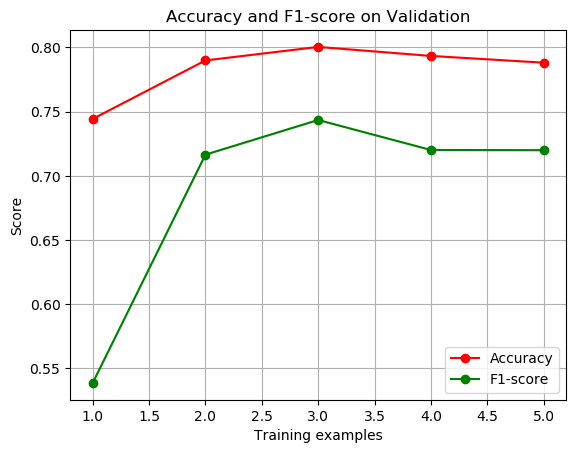 Accuracy and F1-score on Validation
0.80
0.75
0.70
0.65
0.60
0.55
Score
1.0 1.5 2.0 2.5 3.0 3.5 4.0 4.5 5.0
Training examples
Accuracy
F1-score